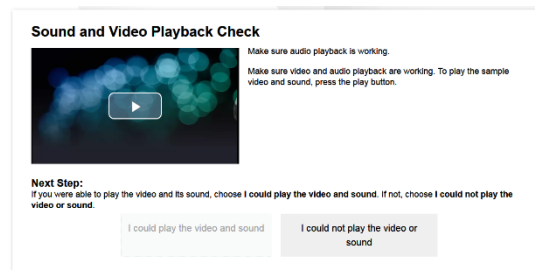 Sound and Video Playback Check
Make sure audio playback is working.
Make sure video and audio playback are working. To play the sample
video and sound, press the play button.
Next Step:
If you were able to play the video and its sound, choose I could play the video and sound. If not, choose I could not play the
video or sound.
I could play the video and sound
I could not play the video or
sound